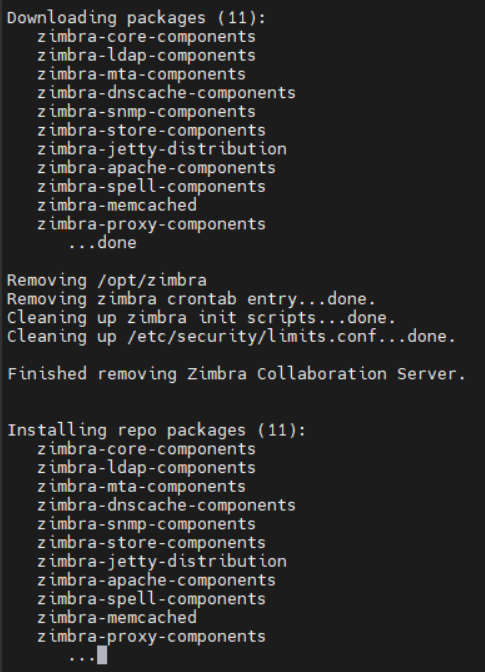 Downloading packages (11):
zimbra-core-components
zimbra-ldap-components
zimbra-mta-components
zimbra-dnscache-components
zimbra-snmp-components
zimbra-store-components
zimbra-jetty-distribution
zimbra-apache-components
zimbra-spell-components
zimbra-memcached
zimbra-proxy-components
...done
Removing /opt/zimbra
Removing zimbra crontab entry...done.
Cleaning up zimbra init scripts...done.
Cleaning up /etc/security/limits.conf...done.
Finished removing Zimbra Collaboration Server.
Installing repo packages (11):
zimbra-core-components
zimbra-ldap-components
zimbra-mta-components
zimbra-dnscache-components
zimbra-snmp-components
zimbra-store-components
zimbra-jetty-distribution
zimbra-apache-components
zimbra-spell-components
zimbra-memcached
zimbra-proxy-components
...